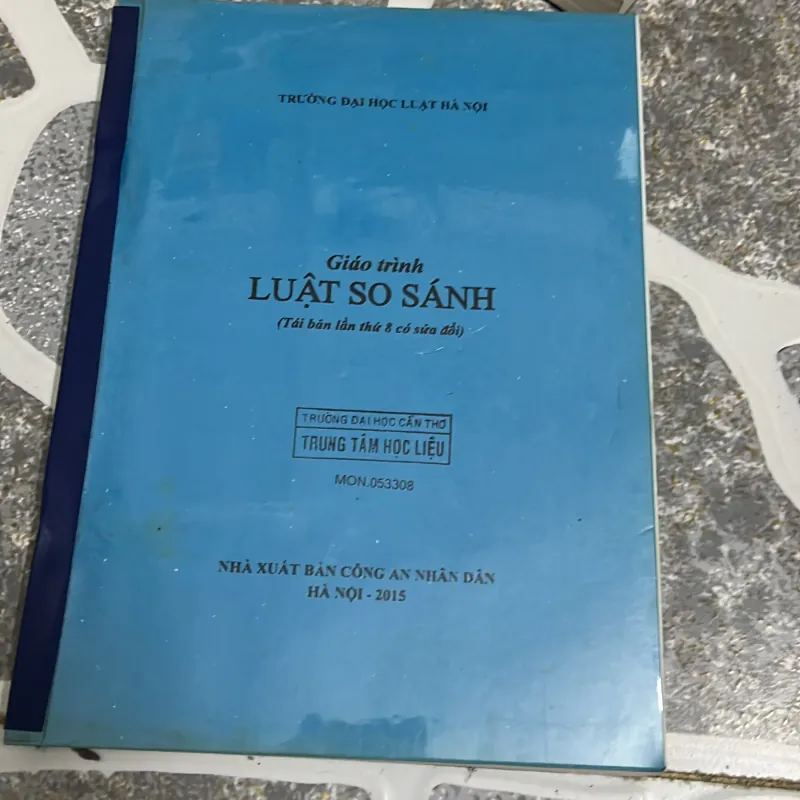 TRƯỜNG ĐẠI HỌC LUẬT HÀ NỘI
Giáo trình
LUẬT SO SÁNH
(Tái bản lần thứ 8 có sửa đổi)
TRƯỜNG ĐẠI HỌC CẦN THƠ
TRUNG TÂM HỌC LIỆU
MON.053308
NHÀ XUẤT BẢN CÔNG AN NHÂN DÂN
HÀ NỘI - 2015